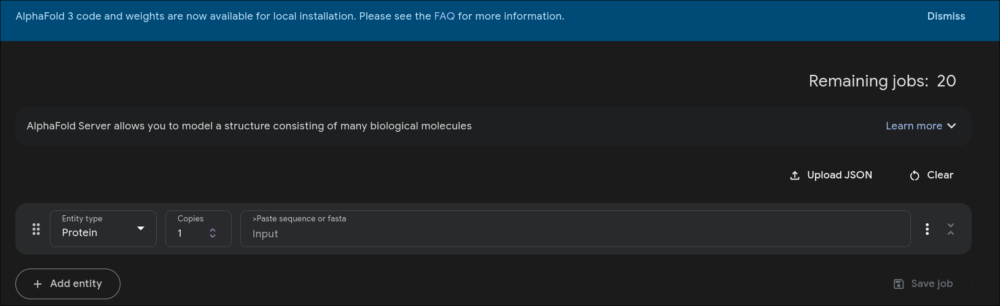 AlphaFold 3 code and weights are now available for local installation. Please see the FAQ for more information. Dismiss
Remaining jobs: 20
AlphaFold Server allows you to model a structure consisting of many biological molecules Learn more
Upload JSON Clear
Entity type Copies >Paste sequence or fasta
Protein 1 Input
+ Add entity Save job